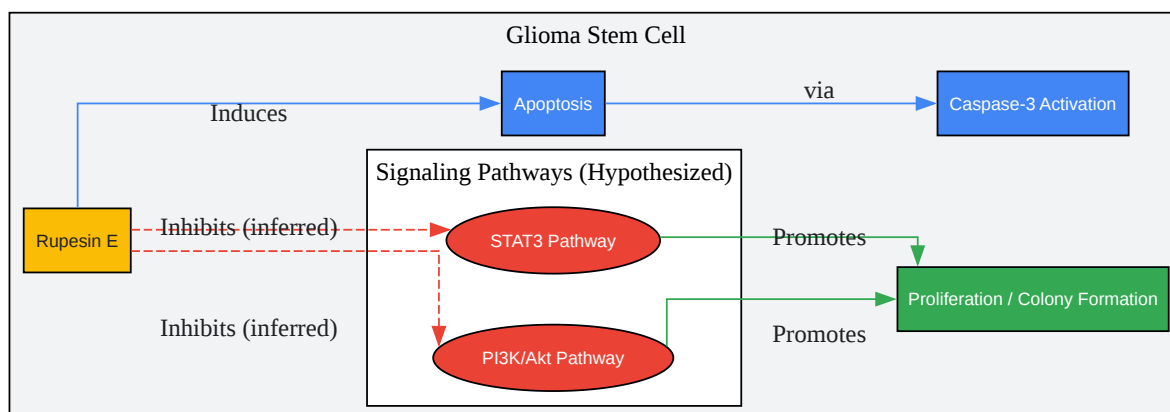 Glioma Stem Cell
Induces
Apoptosis
via
Caspase-3 Activation
Signaling Pathways (Hypothesized)
Rupesin E
Inhibits (inferred)
STAT3 Pathway
Promotes
Proliferation / Colony Formation
Inhibits (inferred)
PI3K/Akt Pathway
Promotes